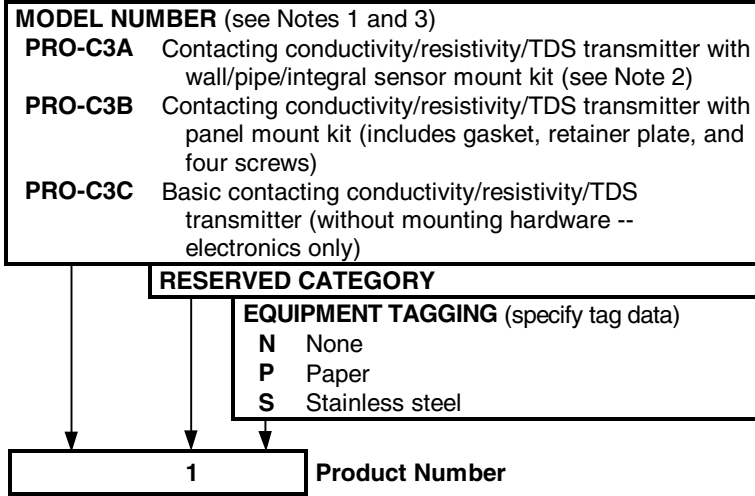 MODEL NUMBER (see Notes 1 and 3)
PRO-C3A Contacting conductivity/resistivity/TDS transmitter with
wall/pipe/integral sensor mount kit (see Note 2)
PRO-C3B Contacting conductivity/resistivity/TDS transmitter with
panel mount kit (includes gasket, retainer plate, and
four screws)
PRO-C3C Basic contacting conductivity/resistivity/TDS
transmitter (without mounting hardware --
electronics only)
RESERVED CATEGORY
EQUIPMENT TAGGING (specify tag data)
N None
P Paper
S Stainless steel
1 Product Number